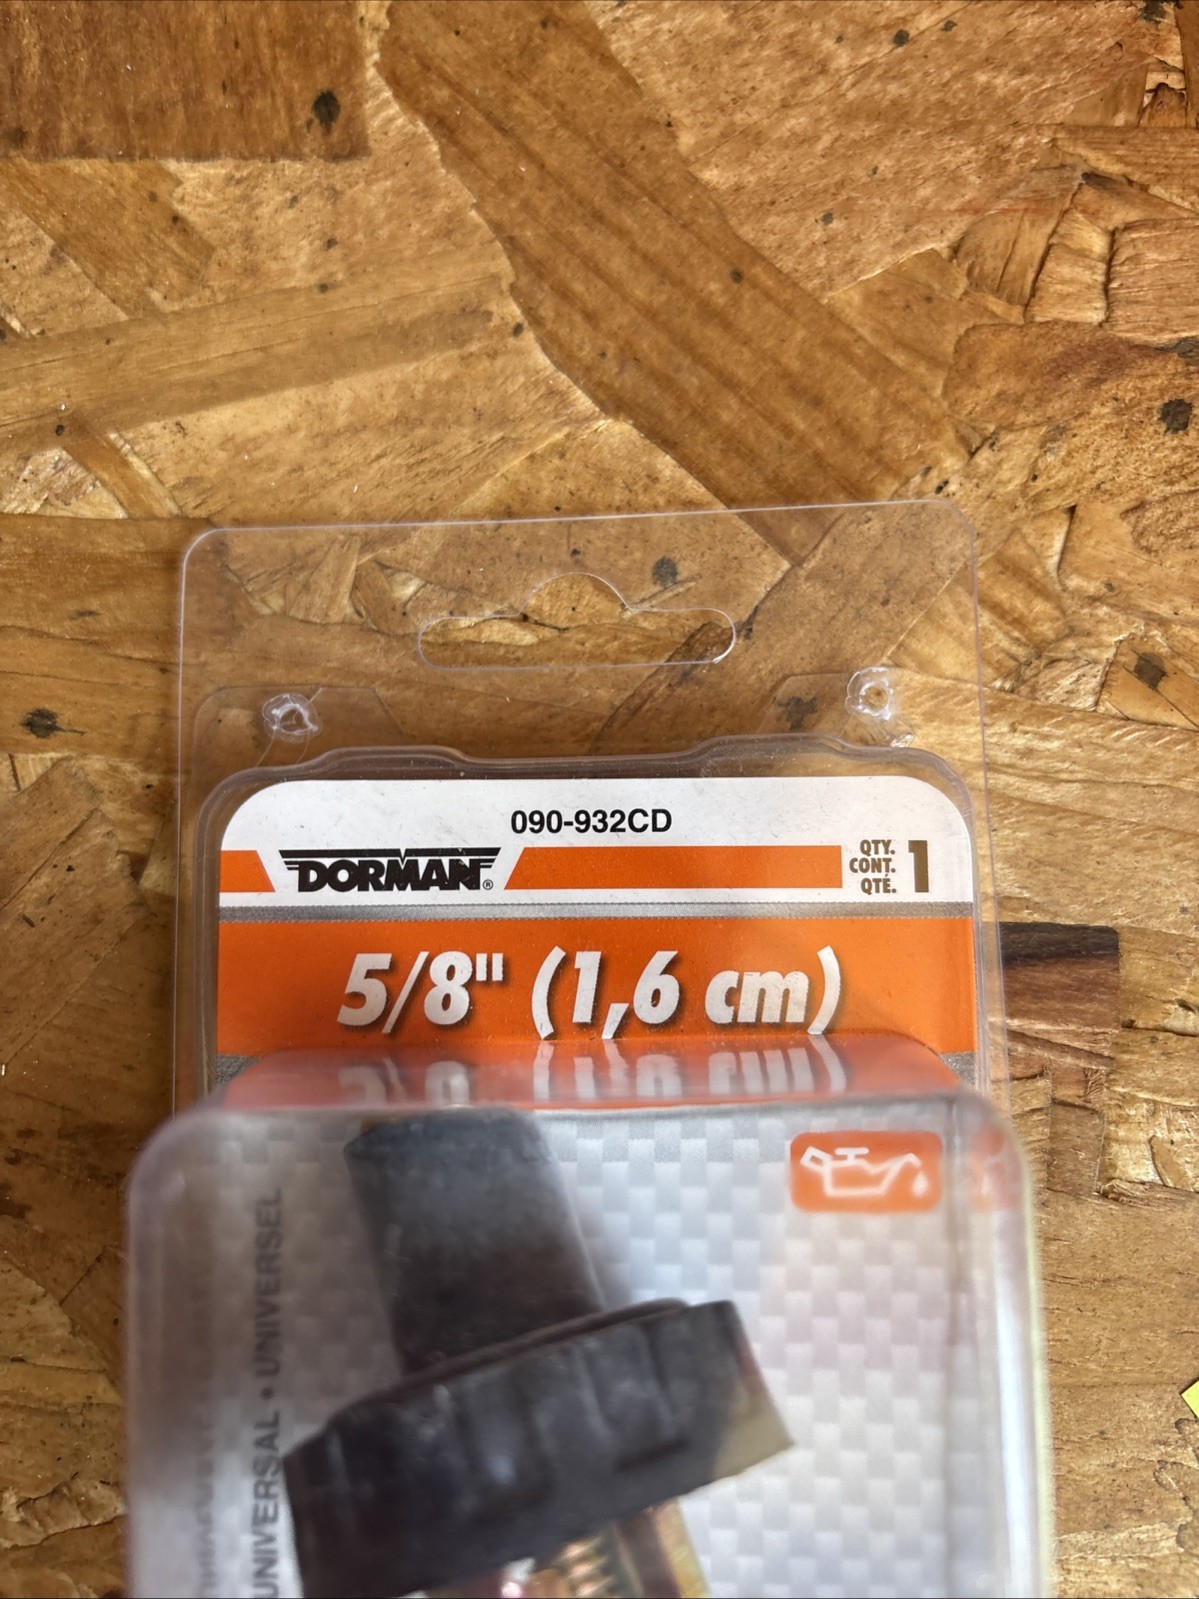 090-932CD
DORMAN®
QTY.
CONT.
QTÉ.
1
5/8" (1,6 cm)
UNIVERSAL • UNIVERSEL